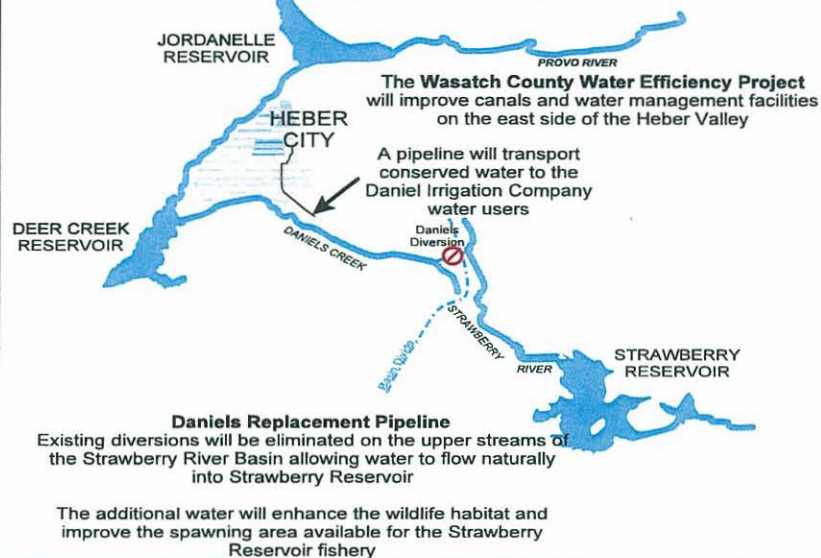 JORDANELLE
RESERVOIR
PROVO RIVER
The Wasatch County Water Efficiency Project
will improve canals and water management facilities
on the east side of the Heber Valley
HEBER
CITY
A pipeline will transport
conserved water to the
Daniel Irrigation Company
water users
DEER CREEK
RESERVOIR
DANIELS CREEK
Daniels
Diversion
Basin Divide
STRAWBERRY
RIVER
STRAWBERRY
RESERVOIR
Daniels Replacement Pipeline
Existing diversions will be eliminated on the upper streams of
the Strawberry River Basin allowing water to flow naturally
into Strawberry Reservoir
The additional water will enhance the wildlife habitat and
improve the spawning area available for the Strawberry
Reservoir fishery